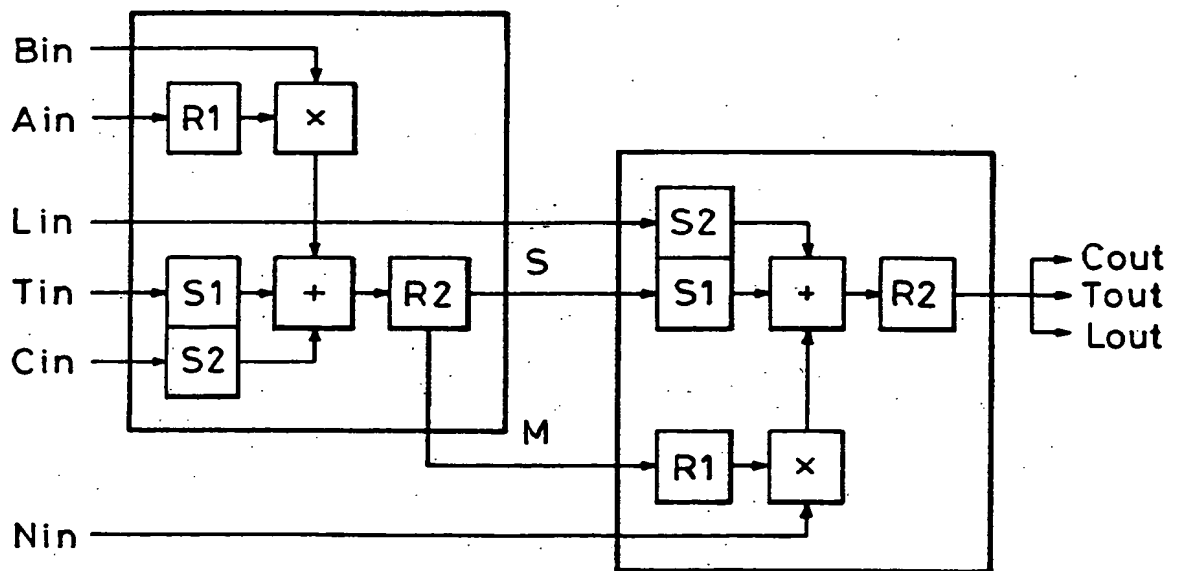 Bin
Ain
R1
×
Lin
S2
S
Cout
Tin
S1
+
R2
S1
+
R2
Tout
Lout
Cin
S2
M
R1
×
Nin